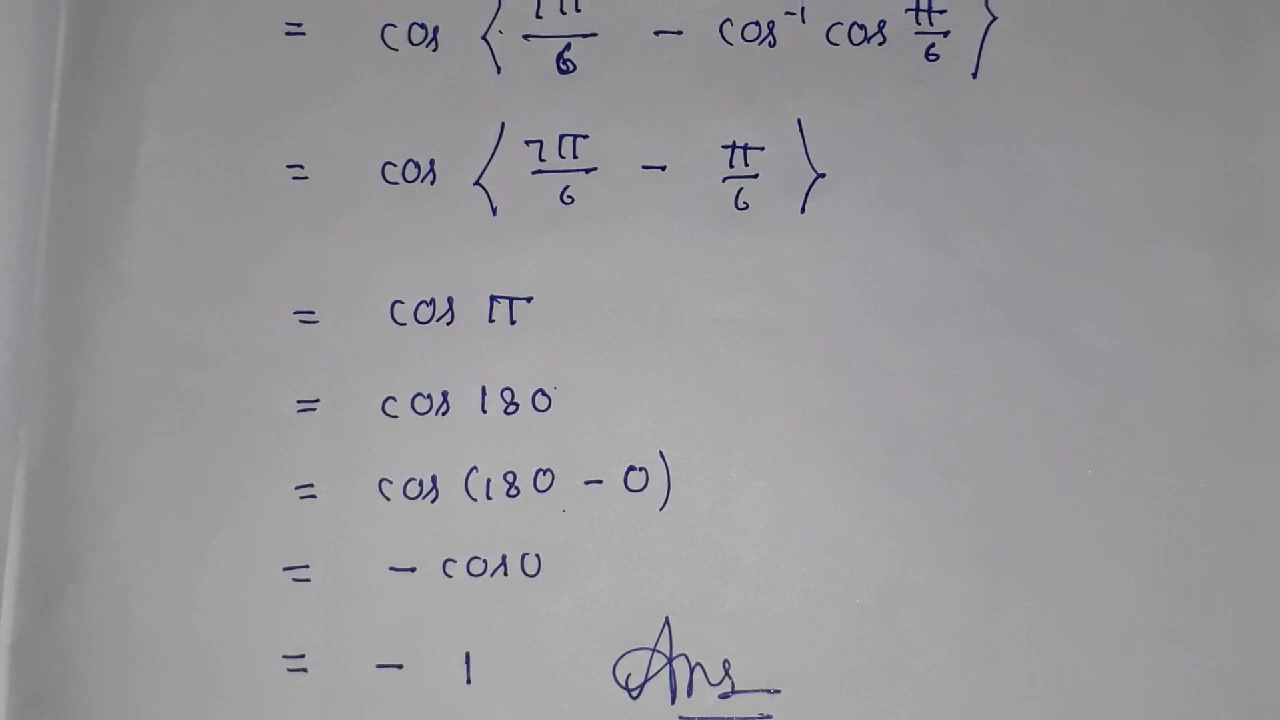 = cos { 7π/6 - cos⁻¹ cos π/6 }
= cos { 7π/6 - π/6 }
= cos π
= cos 180
= cos (180 - 0)
= - cos 0
= - 1 Ans